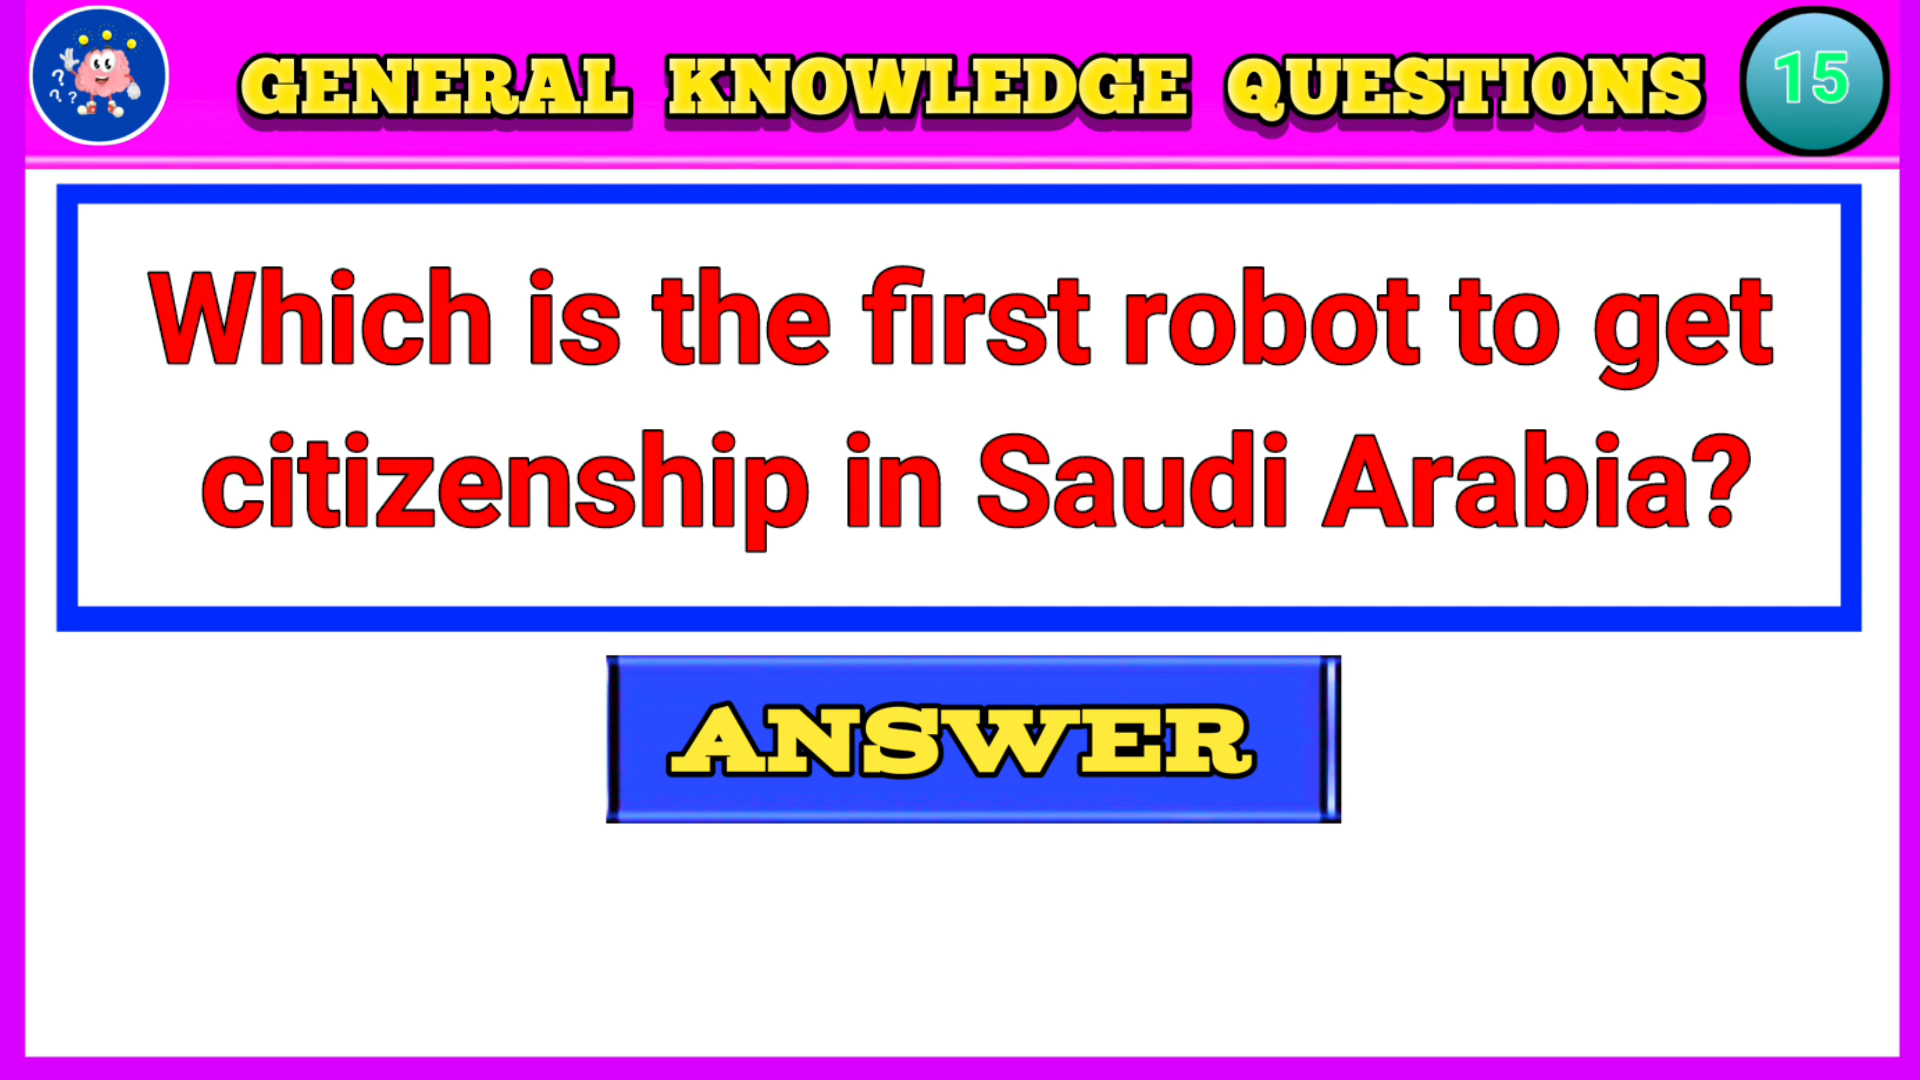 GENERAL KNOWLEDGE QUESTIONS
15
Which is the first robot to get
citizenship in Saudi Arabia?
ANSWER